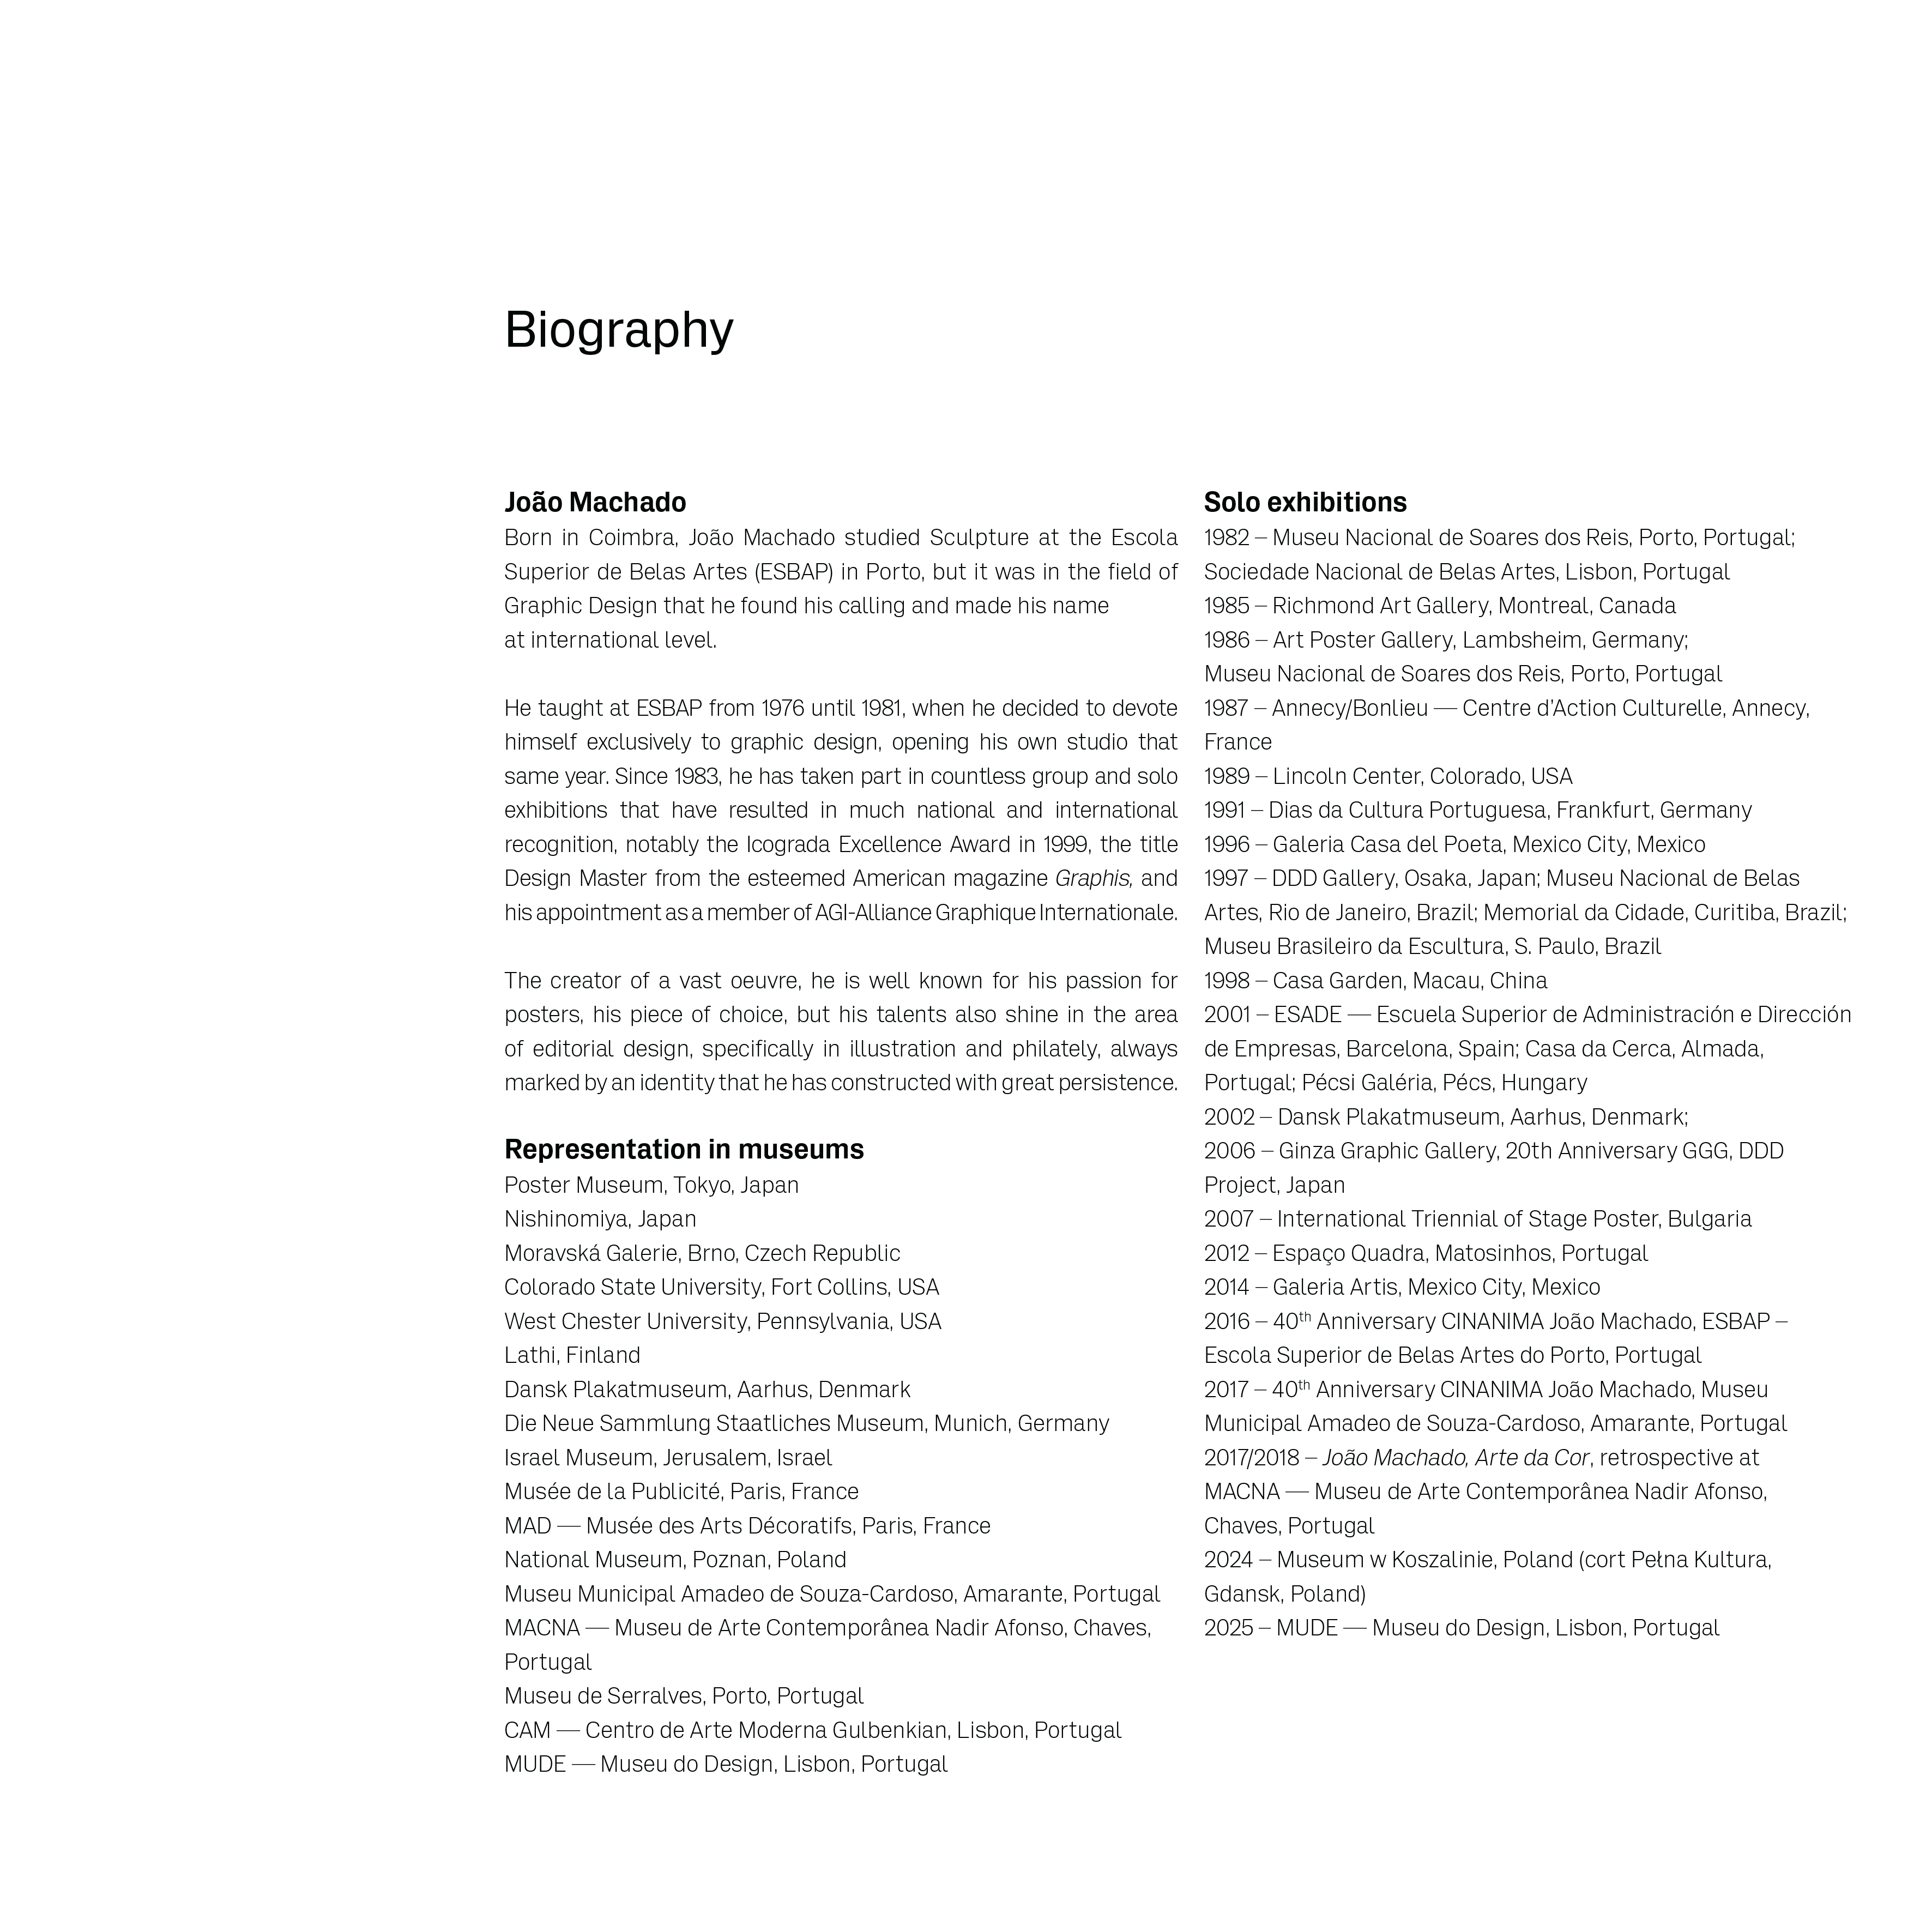 Biography
João Machado
Born in Coimbra, João Machado studied Sculpture at the Escola
Superior de Belas Artes (ESBAP) in Porto, but it was in the field of
Graphic Design that he found his calling and made his name
at international level.
He taught at ESBAP from 1976 until 1981, when he decided to devote
himself exclusively to graphic design, opening his own studio that
same year. Since 1983, he has taken part in countless group and solo
exhibitions that have resulted in much national and international
recognition, notably the Icograda Excellence Award in 1999, the title
Design Master from the esteemed American magazine Graphis, and
his appointment as a member of AGI-Alliance Graphique Internationale.
The creator of a vast oeuvre, he is well known for his passion for
posters, his piece of choice, but his talents also shine in the area
of editorial design, specifically in illustration and philately, always
marked by an identity that he has constructed with great persistence.
Representation in museums
Poster Museum, Tokyo, Japan
Nishinomiya, Japan
Moravská Galerie, Brno, Czech Republic
Colorado State University, Fort Collins, USA
West Chester University, Pennsylvania, USA
Lathi, Finland
Dansk Plakatmuseum, Aarhus, Denmark
Die Neue Sammlung Staatliches Museum, Munich, Germany
Israel Museum, Jerusalem, Israel
Musée de la Publicité, Paris, France
MAD — Musée des Arts Décoratifs, Paris, France
National Museum, Poznan, Poland
Museu Municipal Amadeo de Souza-Cardoso, Amarante, Portugal
MACNA — Museu de Arte Contemporânea Nadir Afonso, Chaves,
Portugal
Museu de Serralves, Porto, Portugal
CAM — Centro de Arte Moderna Gulbenkian, Lisbon, Portugal
MUDE — Museu do Design, Lisbon, Portugal
Solo exhibitions
1982 – Museu Nacional de Soares dos Reis, Porto, Portugal;
Sociedade Nacional de Belas Artes, Lisbon, Portugal
1985 – Richmond Art Gallery, Montreal, Canada
1986 – Art Poster Gallery, Lambsheim, Germany;
Museu Nacional de Soares dos Reis, Porto, Portugal
1987 – Annecy/Bonlieu — Centre d’Action Culturelle, Annecy,
France
1989 – Lincoln Center, Colorado, USA
1991 – Dias da Cultura Portuguesa, Frankfurt, Germany
1996 – Galeria Casa del Poeta, Mexico City, Mexico
1997 – DDD Gallery, Osaka, Japan; Museu Nacional de Belas
Artes, Rio de Janeiro, Brazil; Memorial da Cidade, Curitiba, Brazil;
Museu Brasileiro da Escultura, S. Paulo, Brazil
1998 – Casa Garden, Macau, China
2001 – ESADE — Escuela Superior de Administración e Dirección
de Empresas, Barcelona, Spain; Casa da Cerca, Almada,
Portugal; Pécsi Galéria, Pécs, Hungary
2002 – Dansk Plakatmuseum, Aarhus, Denmark;
2006 – Ginza Graphic Gallery, 20th Anniversary GGG, DDD
Project, Japan
2007 – International Triennial of Stage Poster, Bulgaria
2012 – Espaço Quadra, Matosinhos, Portugal
2014 – Galeria Artis, Mexico City, Mexico
2016 – 40th Anniversary CINANIMA João Machado, ESBAP –
Escola Superior de Belas Artes do Porto, Portugal
2017 – 40th Anniversary CINANIMA João Machado, Museu
Municipal Amadeo de Souza-Cardoso, Amarante, Portugal
2017/2018 – João Machado, Arte da Cor, retrospective at
MACNA — Museu de Arte Contemporânea Nadir Afonso,
Chaves, Portugal
2024 – Museum w Koszalinie, Poland (cort Pełna Kultura,
Gdansk, Poland)
2025 – MUDE — Museu do Design, Lisbon, Portugal